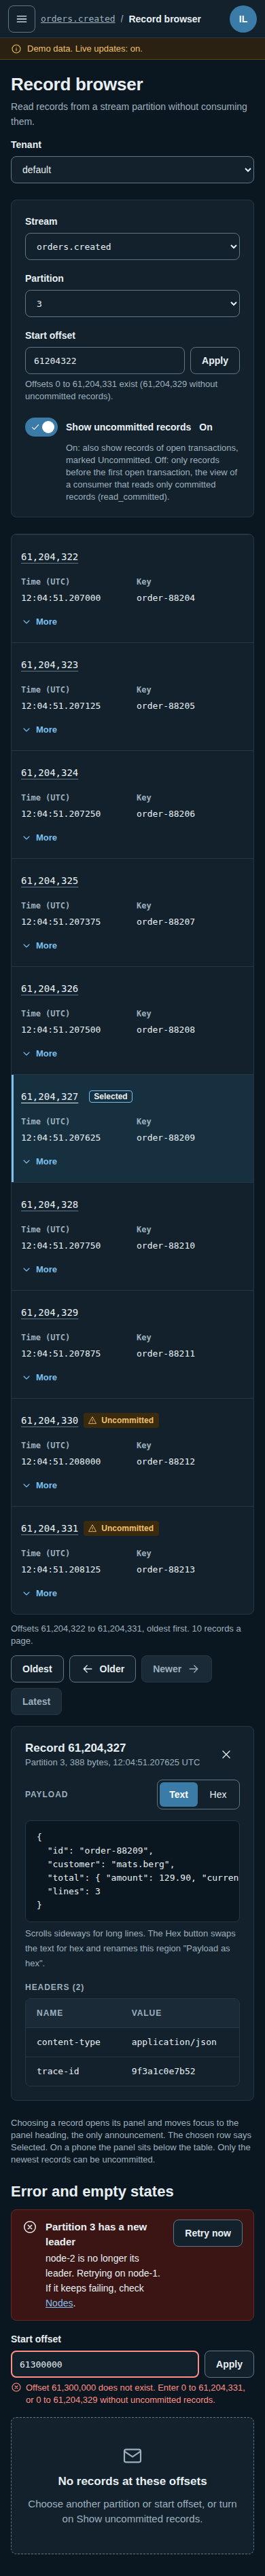 orders.created / Record browser IL
Demo data. Live updates: on.
Record browser
Read records from a stream partition without consuming
them.
Tenant
default
Stream
orders.created
Partition
3
Start offset
61204322 Apply
Offsets 0 to 61,204,331 exist (61,204,329 without
uncommitted records).
Show uncommitted records On
On: also show records of open transactions,
marked Uncommitted. Off: only records
before the first open transaction, the view of
a consumer that reads only committed
records (read_committed).
61,204,322
Time (UTC) Key
12:04:51.207000 order-88204
More
61,204,323
Time (UTC) Key
12:04:51.207125 order-88205
More
61,204,324
Time (UTC) Key
12:04:51.207250 order-88206
More
61,204,325
Time (UTC) Key
12:04:51.207375 order-88207
More
61,204,326
Time (UTC) Key
12:04:51.207500 order-88208
More
61,204,327 Selected
Time (UTC) Key
12:04:51.207625 order-88209
More
61,204,328
Time (UTC) Key
12:04:51.207750 order-88210
More
61,204,329
Time (UTC) Key
12:04:51.207875 order-88211
More
61,204,330 Uncommitted
Time (UTC) Key
12:04:51.208000 order-88212
More
61,204,331 Uncommitted
Time (UTC) Key
12:04:51.208125 order-88213
More
Offsets 61,204,322 to 61,204,331, oldest first. 10 records a
page.
Oldest Older Newer
Latest
Record 61,204,327
Partition 3, 388 bytes, 12:04:51.207625 UTC
PAYLOAD Text Hex
{
"id": "order-88209",
"customer": "mats.berg",
"total": { "amount": 129.90, "curren
"lines": 3
}
Scrolls sideways for long lines. The Hex button swaps
the text for hex and renames this region "Payload as
hex".
HEADERS (2)
NAME VALUE
content-type application/json
trace-id 9f3a1c0e7b52
Choosing a record opens its panel and moves focus to the
panel heading, the only announcement. The chosen row says
Selected. On a phone the panel sits below the table. Only the
newest records can be uncommitted.
Error and empty states
Partition 3 has a new
leader
node-2 is no longer its
leader. Retrying on node-1.
If it keeps failing, check
Nodes.
Retry now
Start offset
61300000 Apply
Offset 61,300,000 does not exist. Enter 0 to 61,204,331,
or 0 to 61,204,329 without uncommitted records.
No records at these offsets
Choose another partition or start offset, or turn
on Show uncommitted records.